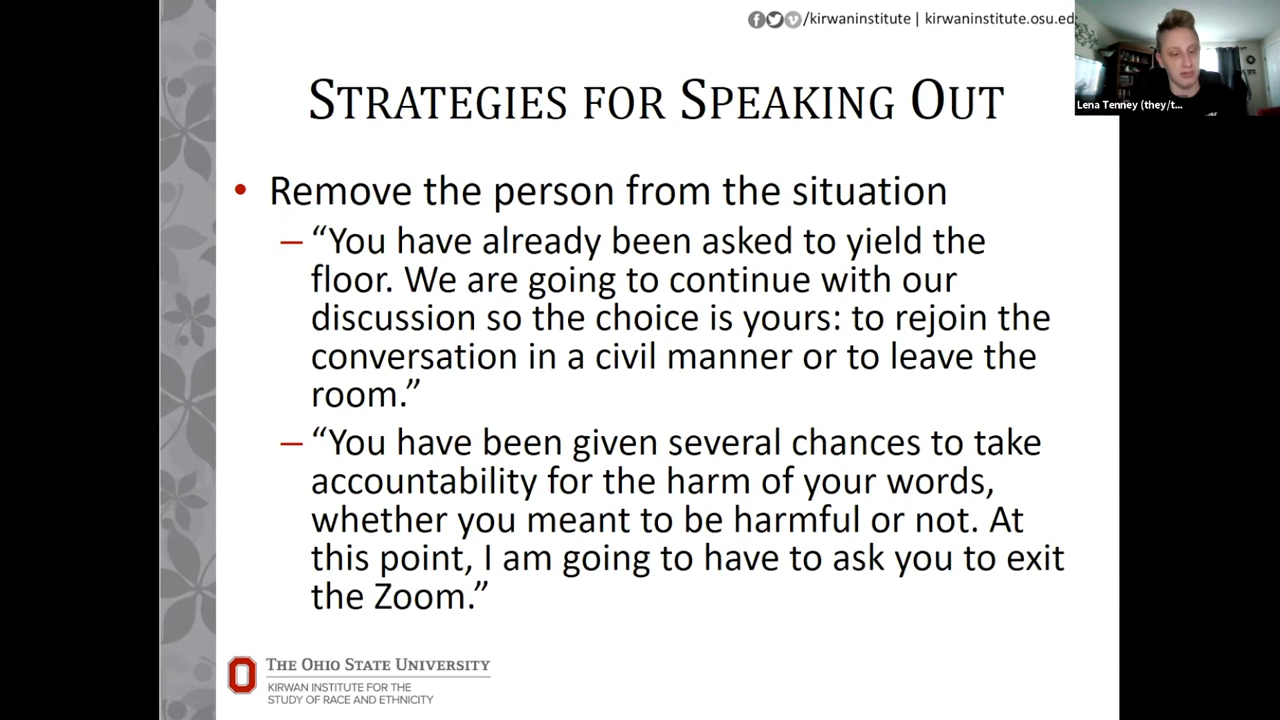 /kirwaninstitute | kirwaninstitute.osu.ed
Lena Tenney (they/t...
STRATEGIES FOR SPEAKING OUT
• Remove the person from the situation
– “You have already been asked to yield the
floor. We are going to continue with our
discussion so the choice is yours: to rejoin the
conversation in a civil manner or to leave the
room.”
– “You have been given several chances to take
accountability for the harm of your words,
whether you meant to be harmful or not. At
this point, I am going to have to ask you to exit
the Zoom.”
THE OHIO STATE UNIVERSITY
KIRWAN INSTITUTE FOR THE
STUDY OF RACE AND ETHNICITY